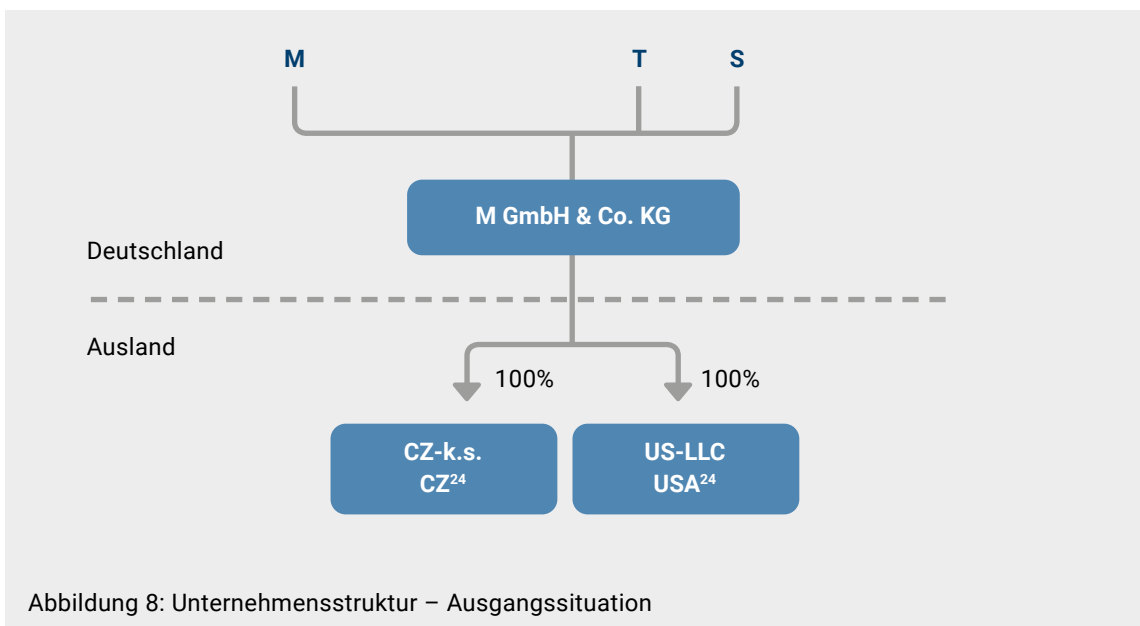 M T S
M GmbH & Co. KG
Deutschland
Ausland
100% 100%
CZ-k.s. US-LLC
CZ24 USA24
Abbildung 8: Unternehmensstruktur – Ausgangssituation